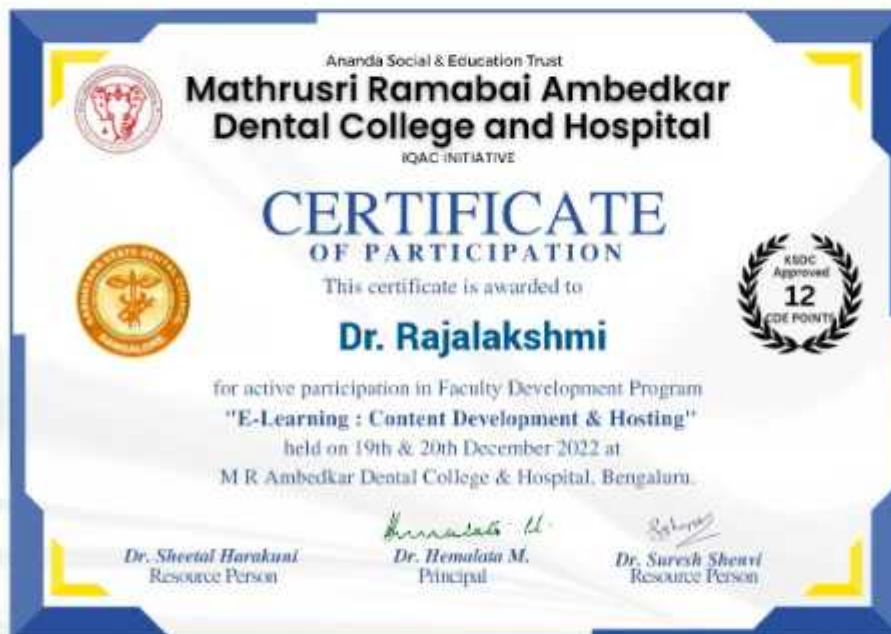 Ananda Social & Education Trust
Mathrusri Ramabai Ambedkar
Dental College and Hospital
IQAC INITIATIVE
CERTIFICATE
OF PARTICIPATION
This certificate is awarded to
KSDC
Approved
12
CDE POINTS
Dr. Rajalakshmi
for active participation in Faculty Development Program
"E-Learning : Content Development & Hosting"
held on 19th & 20th December 2022 at
M R Ambedkar Dental College & Hospital, Bengaluru.
Dr. Sheetal Harakuni
Resource Person
Hemalata M.
Dr. Hemalata M.
Principal
Dr. Suresh Shenvi
Resource Person
BANGALORE